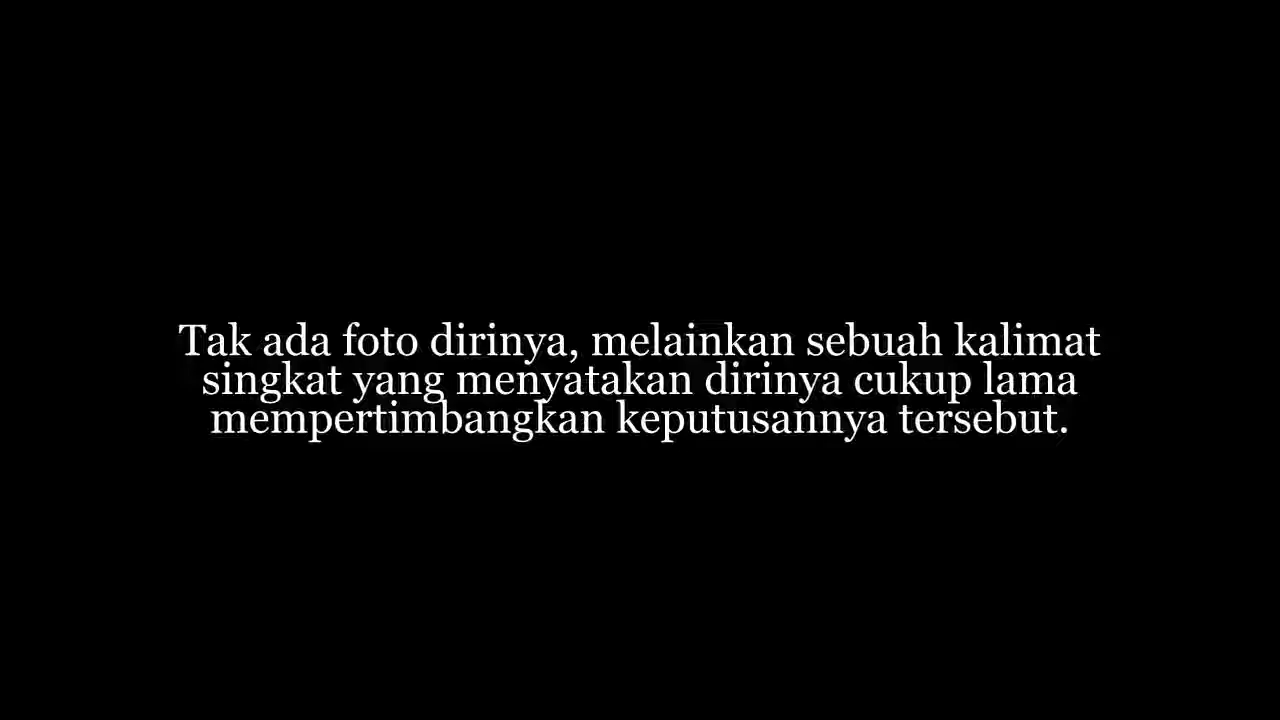 Tak ada foto dirinya, melainkan sebuah kalimat
singkat yang menyatakan dirinya cukup lama
mempertimbangkan keputusannya tersebut.